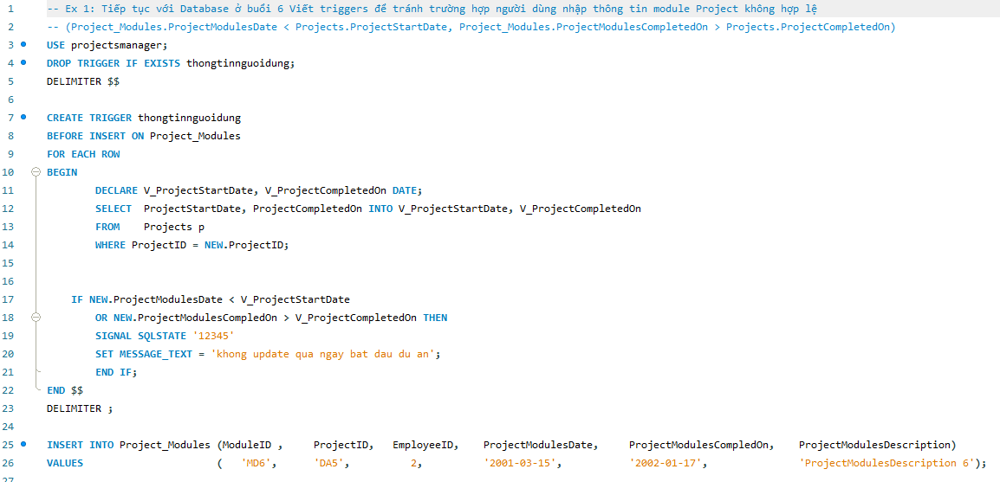 1 -- Ex 1: Tiếp tục với Database ở buổi 6 Viết triggers để tránh trường hợp người dùng nhập thông tin module Project không hợp lệ
2 -- (Project_Modules.ProjectModulesDate < Projects.ProjectStartDate, Project_Modules.ProjectModulesCompletedOn > Projects.ProjectCompletedOn)
3 USE projectsmanager;
4 DROP TRIGGER IF EXISTS thongtinnguoidung;
5 DELIMITER $$
6
7 CREATE TRIGGER thongtinnguoidung
8 BEFORE INSERT ON Project_Modules
9 FOR EACH ROW
10 BEGIN
11 DECLARE V_ProjectStartDate, V_ProjectCompletedOn DATE;
12 SELECT ProjectStartDate, ProjectCompletedOn INTO V_ProjectStartDate, V_ProjectCompletedOn
13 FROM Projects p
14 WHERE ProjectID = NEW.ProjectID;
15
16
17 IF NEW.ProjectModulesDate < V_ProjectStartDate
18 OR NEW.ProjectModulesCompledOn > V_ProjectCompletedOn THEN
19 SIGNAL SQLSTATE '12345'
20 SET MESSAGE_TEXT = 'khong update qua ngay bat dau du an';
21 END IF;
22 END $$
23 DELIMITER ;
24
25 INSERT INTO Project_Modules (ModuleID , ProjectID, EmployeeID, ProjectModulesDate, ProjectModulesCompledOn, ProjectModulesDescription)
26 VALUES ( 'MD6', 'DA5', 2, '2001-03-15', '2002-01-17', 'ProjectModulesDescription 6');
27